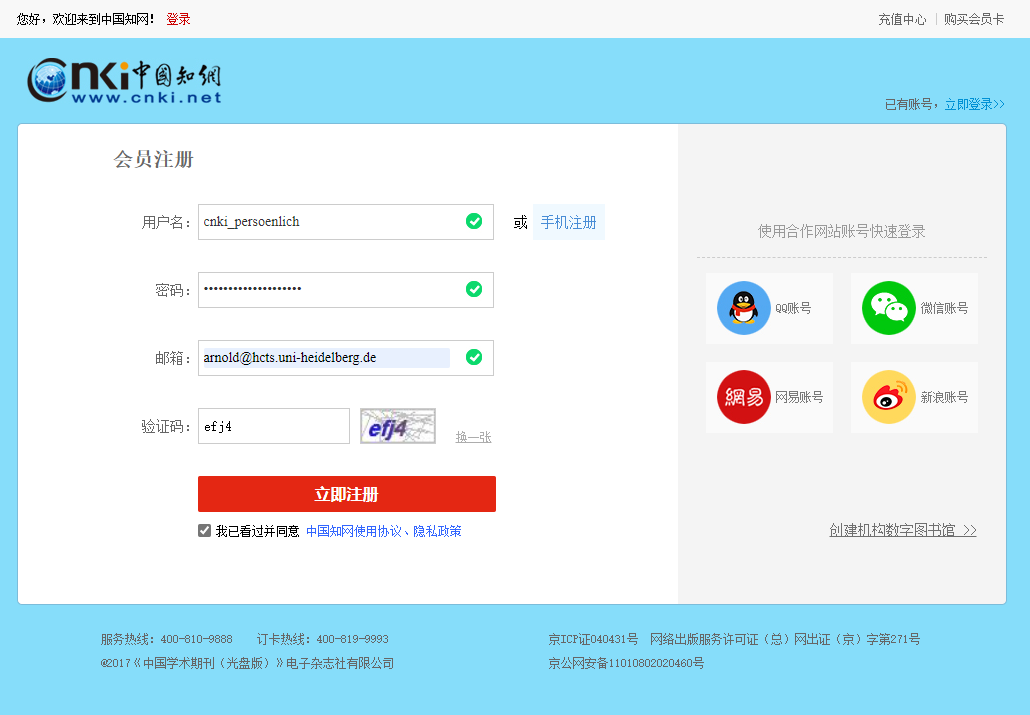 您好，欢迎来到中国知网！ 登录 充值中心 | 购买会员卡
cnki中國知網
www.cnki.net
已有账号，立即登录>>
会员注册
用户名： cnki_persoenlich 或 手机注册
使用合作网站账号快速登录
密码： ••••••••••••••••••••
QQ账号 微信账号
邮箱： arnold@hcts.uni-heidelberg.de
網易 网易账号 新浪账号
验证码： efj4 efj4 换一张
立即注册
我已看过并同意 中国知网使用协议、隐私政策
创建机构数字图书馆 >>
服务热线：400-810-9888 订卡热线：400-819-9993
京ICP证040431号 网络出版服务许可证（总）网出证（京）字第271号
©2017《中国学术期刊（光盘版）》电子杂志社有限公司
京公网安备11010802020460号